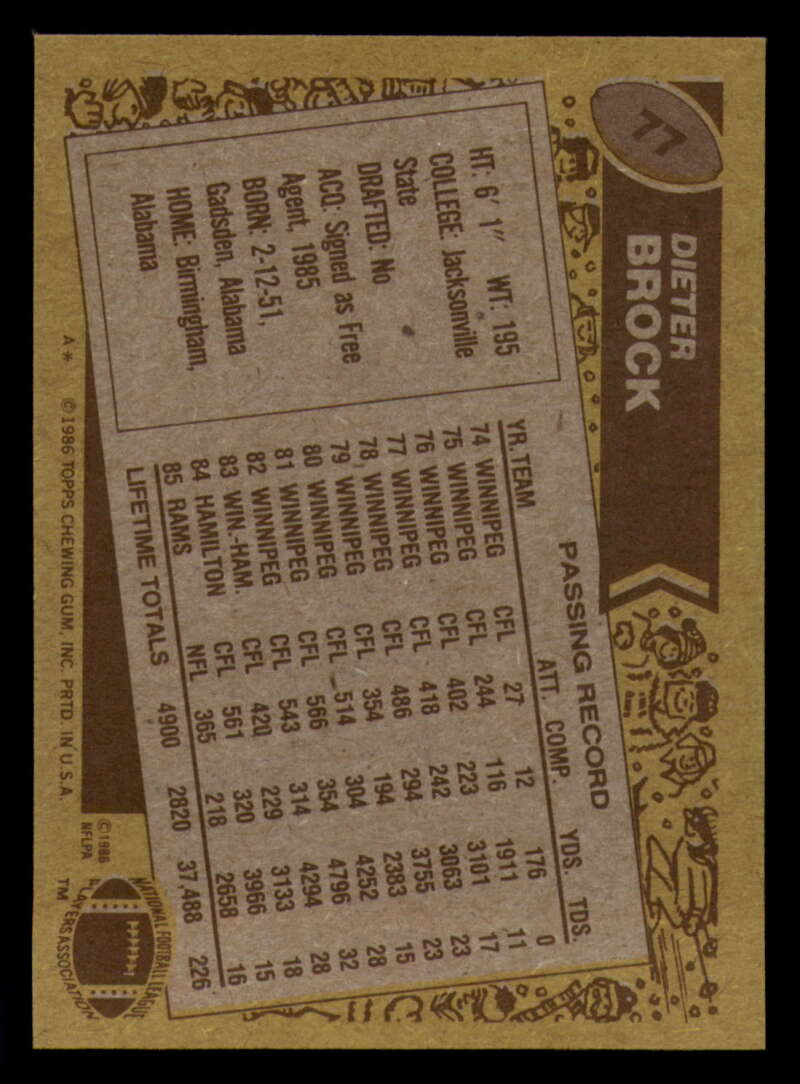 77
DIETER
BROCK
HT: 6' 1" WT: 195
COLLEGE: Jacksonville
State
DRAFTED: No
ACQ: Signed as Free
Agent, 1985
BORN: 2-12-51,
Gadsden, Alabama
HOME: Birmingham,
Alabama
PASSING RECORD
YR. TEAM ATT. COMP. YDS. TDS.
74 WINNIPEG CFL 27 12 176 0
75 WINNIPEG CFL 244 116 1911 11
76 WINNIPEG CFL 402 223 3101 17
77 WINNIPEG CFL 418 242 3063 23
78 WINNIPEG CFL 486 294 3755 23
79 WINNIPEG CFL 354 194 2383 15
80 WINNIPEG CFL 514 304 4252 28
81 WINNIPEG CFL 566 354 4796 32
82 WINNIPEG CFL 543 314 4294 28
83 WIN.-HAM. CFL 420 229 3133 18
84 HAMILTON CFL 561 320 3966 15
85 RAMS NFL 365 218 2658 16
LIFETIME TOTALS 4900 2820 37,488 226
© 1986
NFLPA
NATIONAL FOOTBALL LEAGUE
PLAYERS ASSOCIATION
TM
A* © 1986 TOPPS CHEWING GUM, INC. PRTD. IN U.S.A.